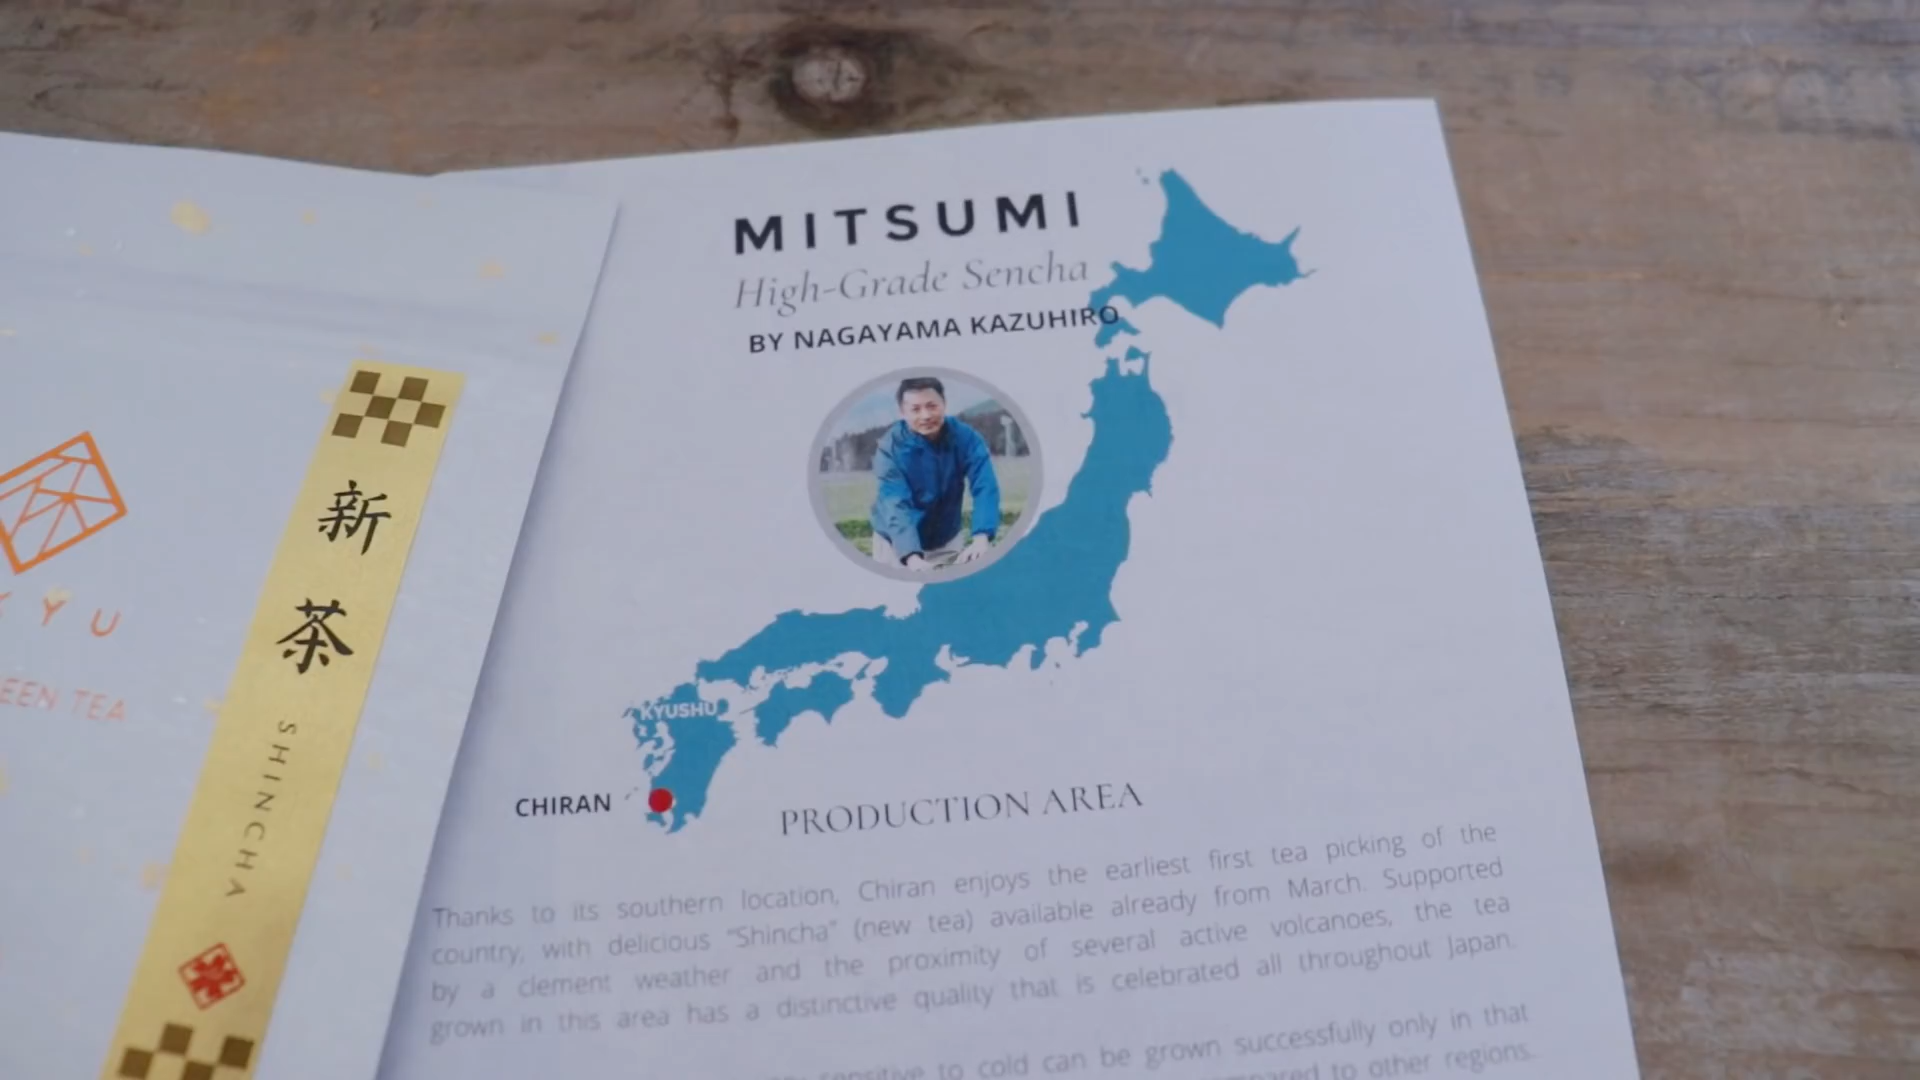 YU
EEN TEA
新茶
SHINCHA
MITSUMI
High-Grade Sencha
BY NAGAYAMA KAZUHIRO
KYUSHU
CHIRAN
PRODUCTION AREA
Thanks to its southern location, Chiran enjoys the earliest first tea picking of the
country, with delicious “Shincha” (new tea) available already from March. Supported
by a clement weather and the proximity of several active volcanoes, the tea
grown in this area has a distinctive quality that is celebrated all throughout Japan.
sensitive to cold can be grown successfully only in that
to other regions.